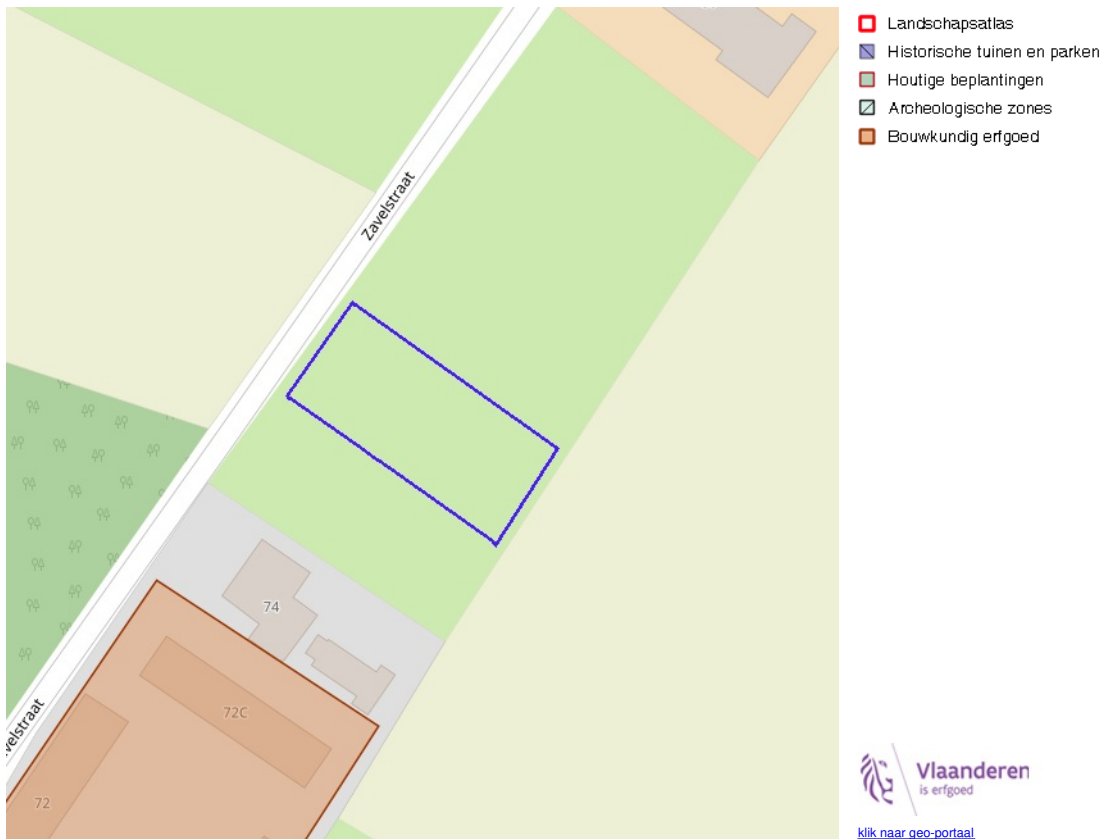 Zavelstraat
74
72C
velstraat
72
Landschapsatlas
Historische tuinen en parken
Houtige beplantingen
Archeologische zones
Bouwkundig erfgoed
Vlaanderen
is erfgoed
klik naar geo-portaal